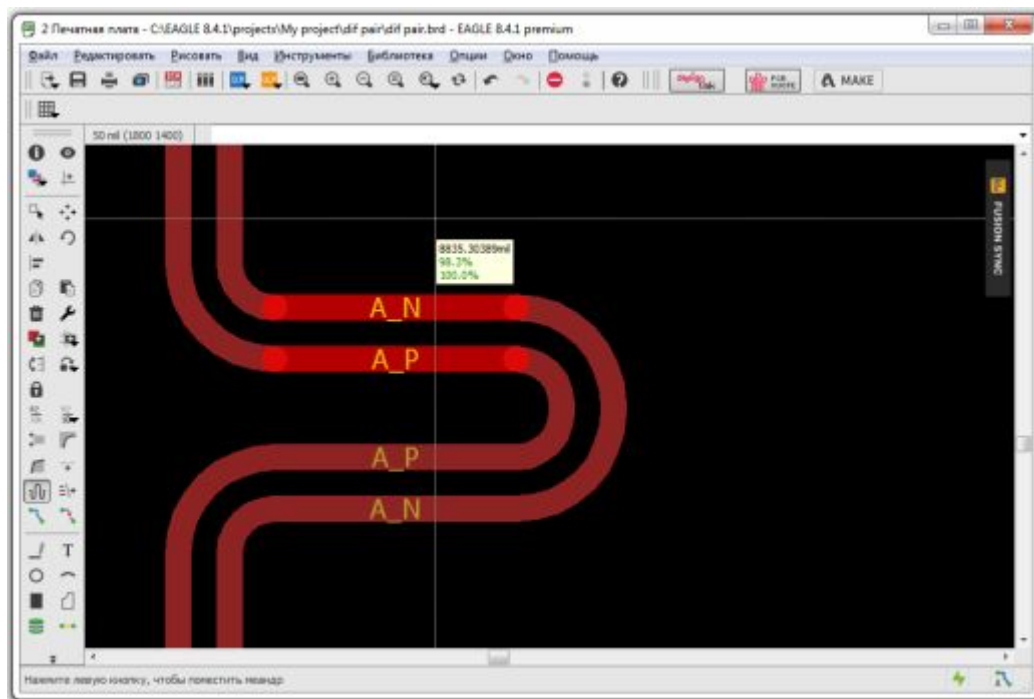 2 Печатная плата - C:\EAGLE 8.4.1\projects\My project\dif pair\dif pair.brd - EAGLE 8.4.1 premium
Файл Редактировать Рисовать Вид Инструменты Библиотека Опции Окно Помощь
MAKE
50 mil (1800 1400)
FUSION SYNC
8835.30389mil
98.3%
100.0%
A_N
A_P
A_P
A_N
Нажмите левую кнопку, чтобы поместить меандр